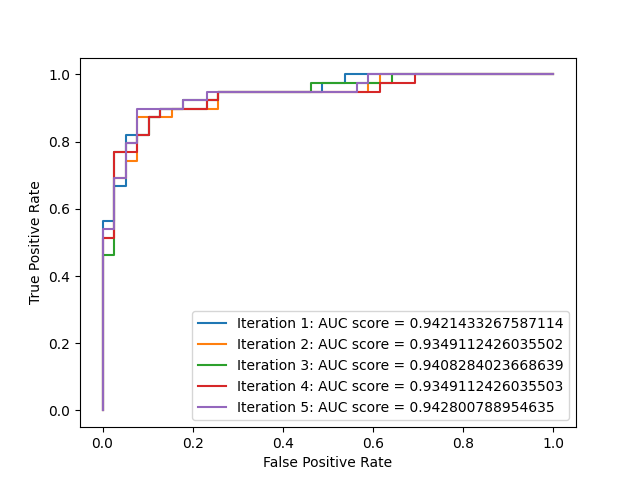 1.0
0.8
0.6
0.4
0.2
0.0
True Positive Rate
Iteration 1: AUC score = 0.9421433267587114
Iteration 2: AUC score = 0.9349112426035502
Iteration 3: AUC score = 0.9408284023668639
Iteration 4: AUC score = 0.9349112426035503
Iteration 5: AUC score = 0.942800788954635
0.0 0.2 0.4 0.6 0.8 1.0
False Positive Rate